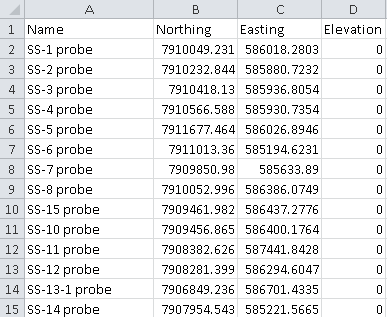 A B C D
1 Name Northing Easting Elevation
2 SS-1 probe 7910049.231 586018.2803 0
3 SS-2 probe 7910232.844 585880.7232 0
4 SS-3 probe 7910418.13 585936.8054 0
5 SS-4 probe 7910566.588 585930.7354 0
6 SS-5 probe 7911677.464 586026.8946 0
7 SS-6 probe 7911013.36 585194.6231 0
8 SS-7 probe 7909850.98 585633.89 0
9 SS-8 probe 7910052.996 586386.0749 0
10 SS-15 probe 7909461.982 586437.2776 0
11 SS-10 probe 7909456.865 586400.1764 0
12 SS-11 probe 7908382.626 587441.8428 0
13 SS-12 probe 7908281.399 586294.6047 0
14 SS-13-1 probe 7906849.236 586701.4335 0
15 SS-14 probe 7907954.543 585221.5665 0